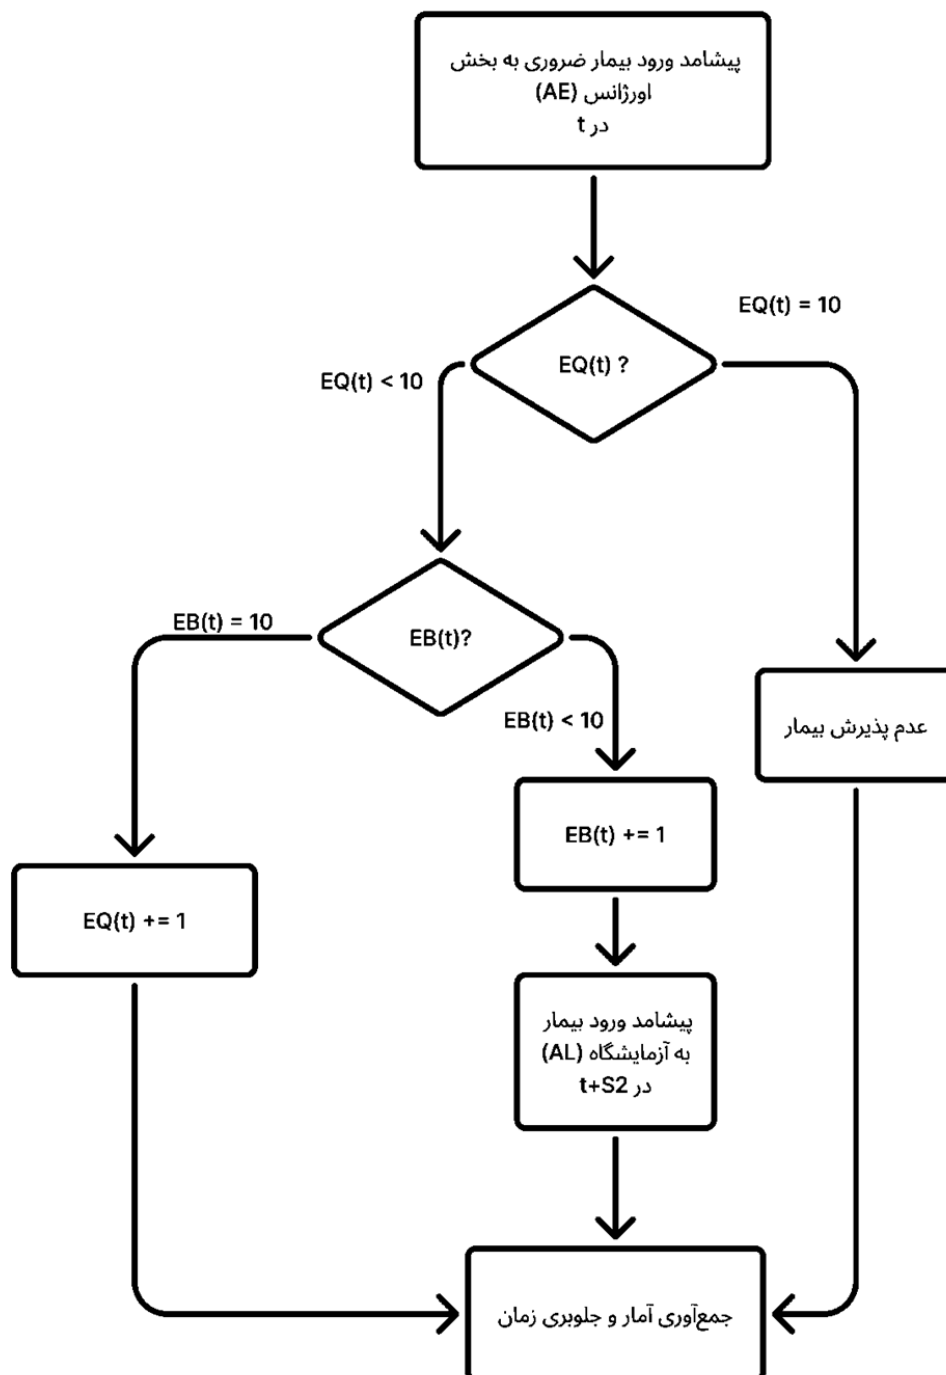 پیشامد ورود بیمار ضروری به بخش
اورژانس (AE)
در t
EQ(t) = 10
EQ(t) ?
EQ(t) < 10
EB(t) = 10
EB(t)?
EB(t) < 10
عدم پذیرش بیمار
EB(t) += 1
EQ(t) += 1
پیشامد ورود بیمار
به آزمایشگاه (AL)
در t+S2
جمع‌آوری آمار و جلوبری زمان